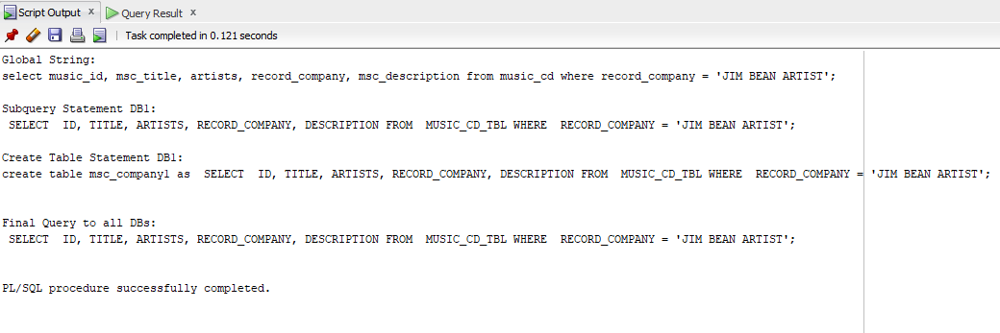 Script Output x Query Result x
Task completed in 0.121 seconds
Global String:
select music_id, msc_title, artists, record_company, msc_description from music_cd where record_company = 'JIM BEAN ARTIST';
Subquery Statement DB1:
SELECT  ID, TITLE, ARTISTS, RECORD_COMPANY, DESCRIPTION FROM  MUSIC_CD_TBL WHERE  RECORD_COMPANY = 'JIM BEAN ARTIST';
Create Table Statement DB1:
create table msc_company1 as  SELECT  ID, TITLE, ARTISTS, RECORD_COMPANY, DESCRIPTION FROM  MUSIC_CD_TBL WHERE  RECORD_COMPANY = 'JIM BEAN ARTIST';
Final Query to all DBs:
SELECT  ID, TITLE, ARTISTS, RECORD_COMPANY, DESCRIPTION FROM  MUSIC_CD_TBL WHERE  RECORD_COMPANY = 'JIM BEAN ARTIST';
PL/SQL procedure successfully completed.